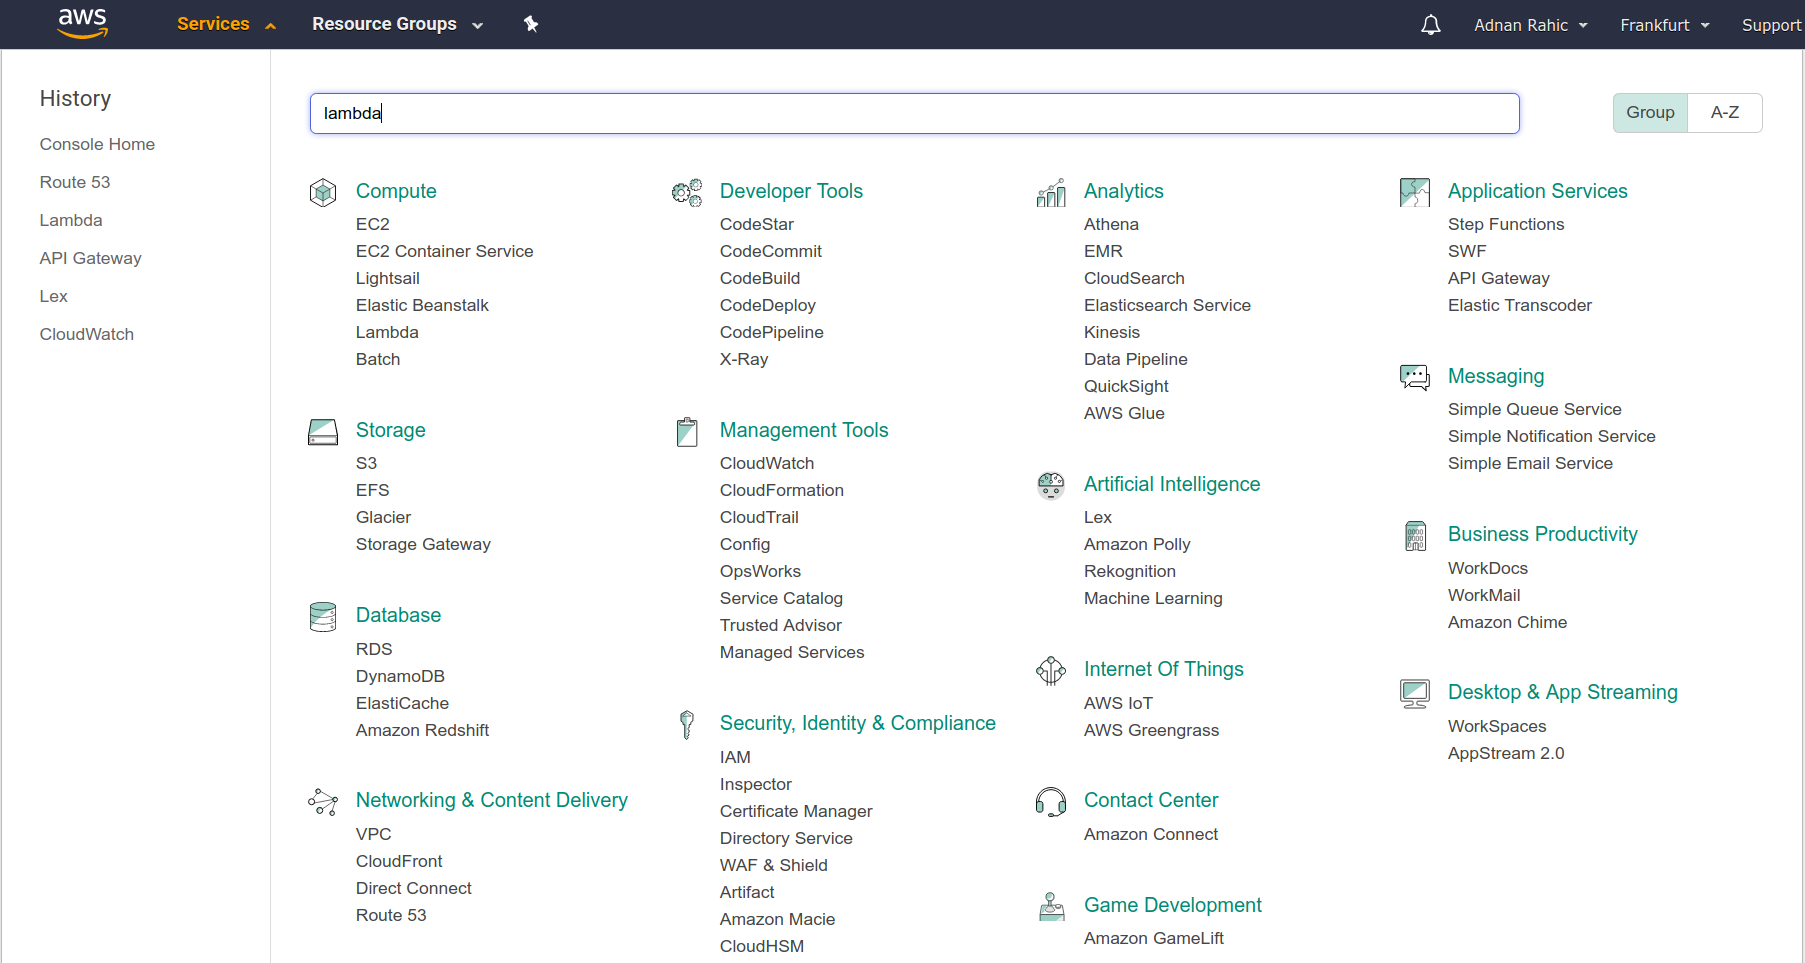 aws
Services
Resource Groups
Adnan Rahic
Frankfurt
Support
History
Console Home
Route 53
Lambda
API Gateway
Lex
CloudWatch
lambda
Group
A-Z
Compute
EC2
EC2 Container Service
Lightsail
Elastic Beanstalk
Lambda
Batch
Storage
S3
EFS
Glacier
Storage Gateway
Database
RDS
DynamoDB
ElastiCache
Amazon Redshift
Networking & Content Delivery
VPC
CloudFront
Direct Connect
Route 53
Developer Tools
CodeStar
CodeCommit
CodeBuild
CodeDeploy
CodePipeline
X-Ray
Management Tools
CloudWatch
CloudFormation
CloudTrail
Config
OpsWorks
Service Catalog
Trusted Advisor
Managed Services
Security, Identity & Compliance
IAM
Inspector
Certificate Manager
Directory Service
WAF & Shield
Artifact
Amazon Macie
CloudHSM
Analytics
Athena
EMR
CloudSearch
Elasticsearch Service
Kinesis
Data Pipeline
QuickSight
AWS Glue
Artificial Intelligence
Lex
Amazon Polly
Rekognition
Machine Learning
Internet Of Things
AWS IoT
AWS Greengrass
Contact Center
Amazon Connect
Game Development
Amazon GameLift
Application Services
Step Functions
SWF
API Gateway
Elastic Transcoder
Messaging
Simple Queue Service
Simple Notification Service
Simple Email Service
Business Productivity
WorkDocs
WorkMail
Amazon Chime
Desktop & App Streaming
WorkSpaces
AppStream 2.0